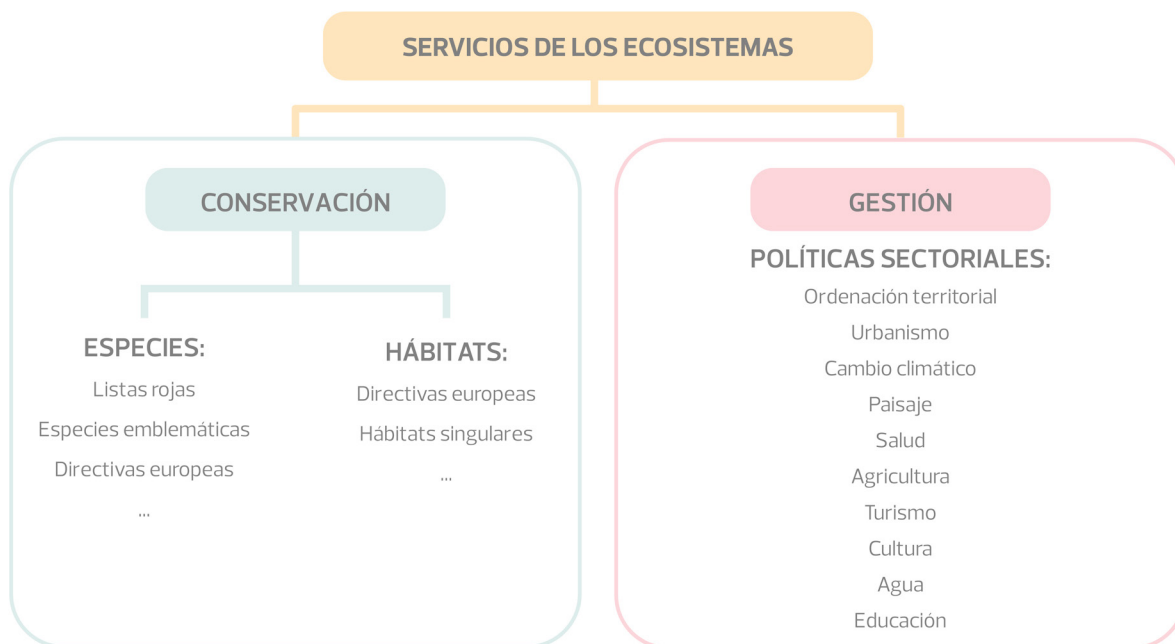 SERVICIOS DE LOS ECOSISTEMAS
CONSERVACIÓN
ESPECIES:
Listas rojas
Especies emblemáticas
Directivas europeas
...
HÁBITATS:
Directivas europeas
Hábitats singulares
...
GESTIÓN
POLÍTICAS SECTORIALES:
Ordenación territorial
Urbanismo
Cambio climático
Paisaje
Salud
Agricultura
Turismo
Cultura
Agua
Educación